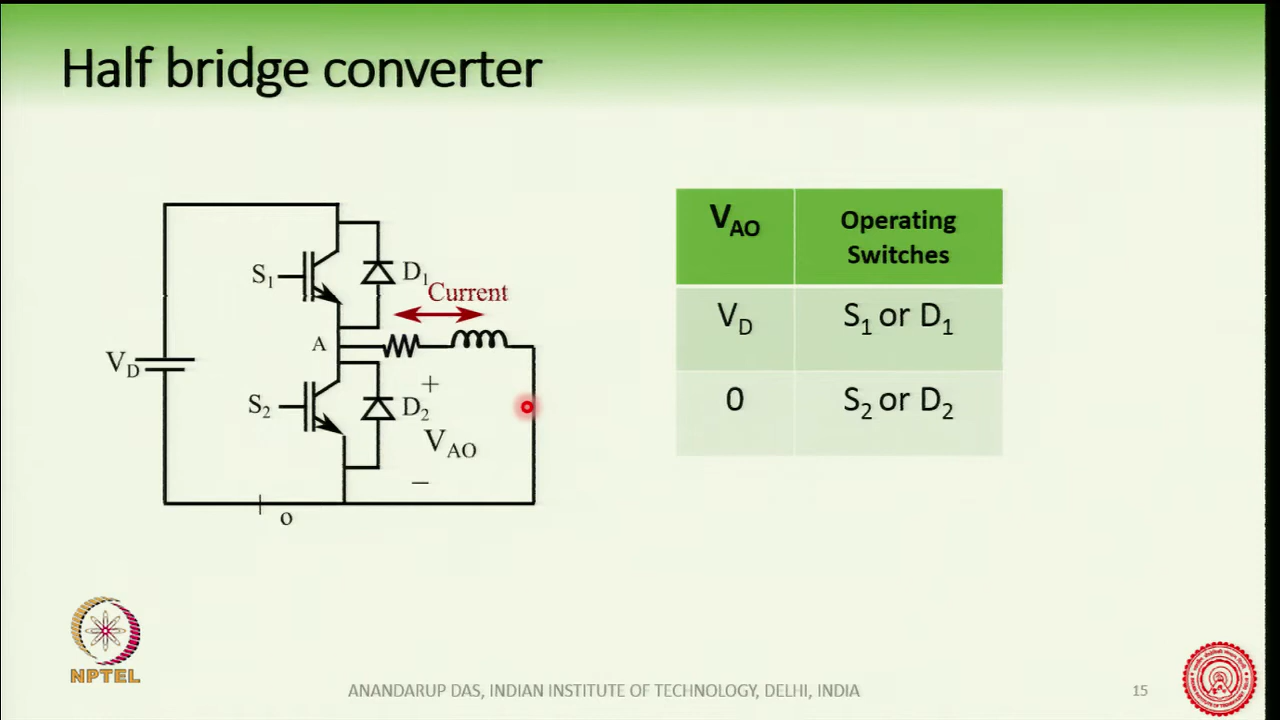 Half bridge converter
S1
D1
Current
A
VD
S2
D2
+
VAO
−
o
VAO
Operating
Switches
VD
S1 or D1
0
S2 or D2
NPTEL
ANANDARUP DAS, INDIAN INSTITUTE OF TECHNOLOGY, DELHI, INDIA
15